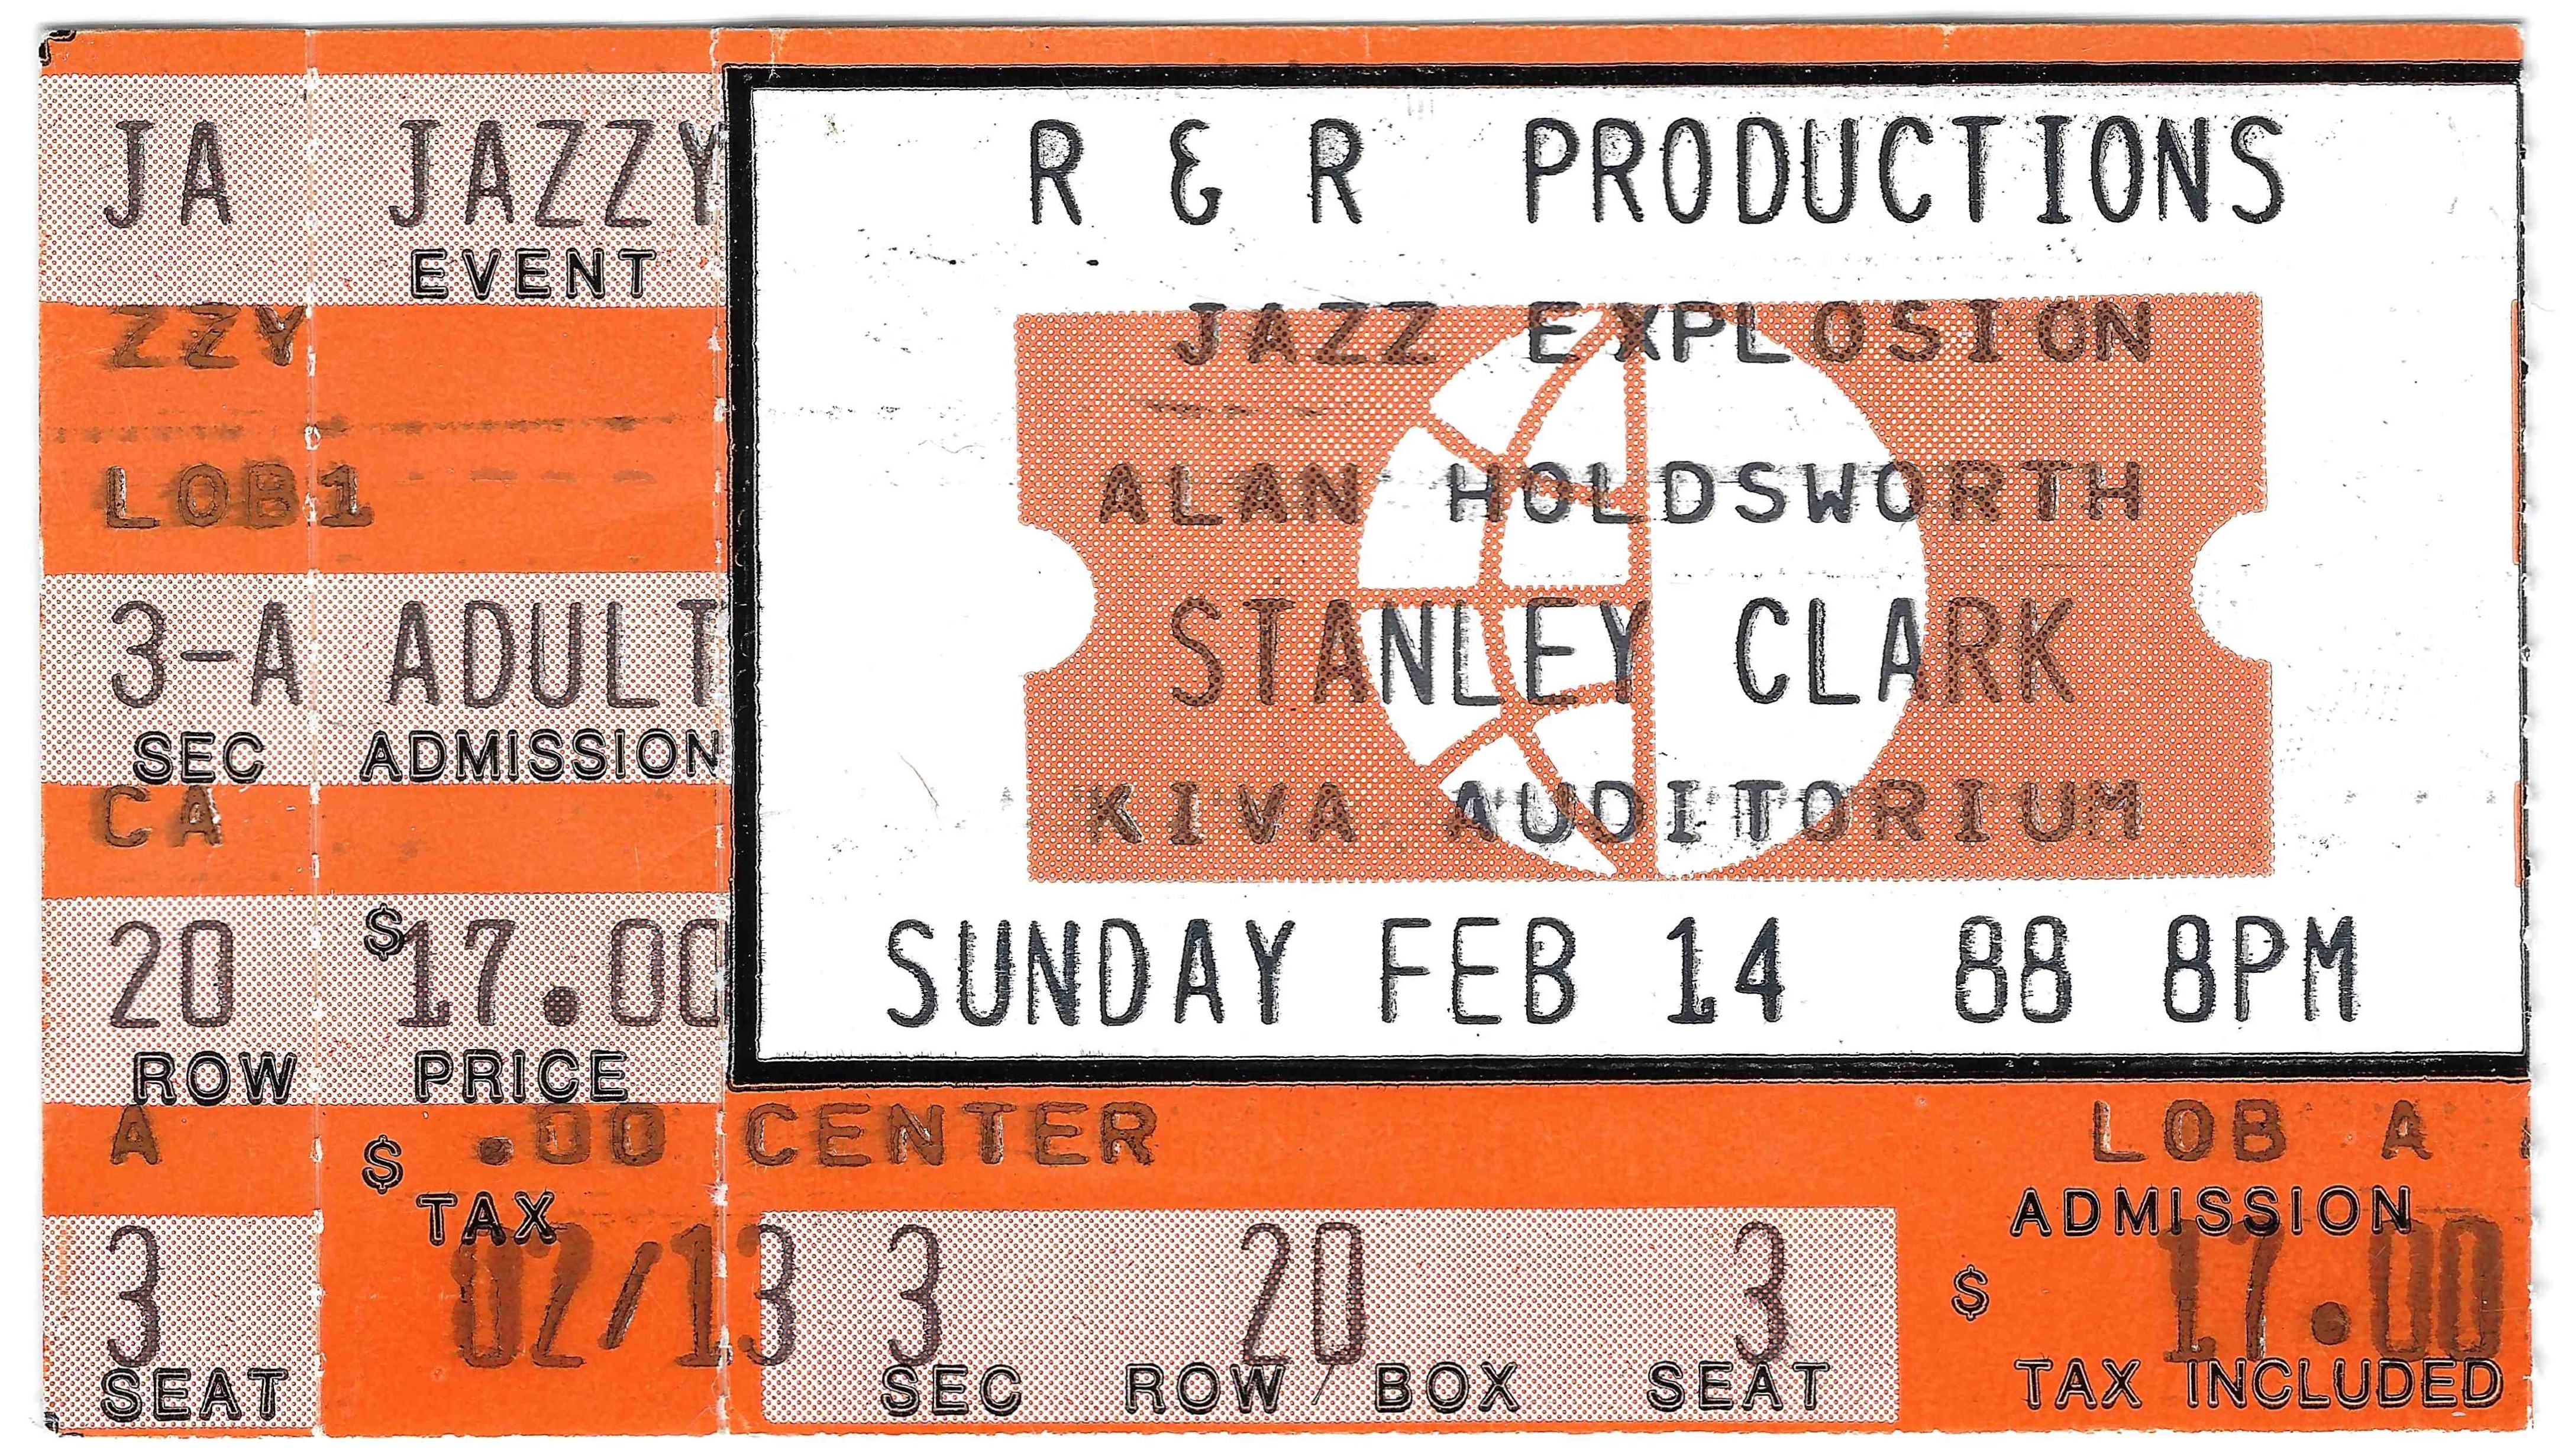 JA JAZZY
EVENT
ZZY
LOB1
3-A ADULT
SEC ADMISSION
CA
20 $17.00
ROW PRICE
A $ .00
TAX
3 02/13
SEAT
R & R PRODUCTIONS
JAZZ EXPLOSION
ALAN HOLDSWORTH
STANLEY CLARK
KIVA AUDITORIUM
SUNDAY FEB 14 88 8PM
CENTER LOB A
ADMISSION
3 20 3 $ 17.00
SEC ROW / BOX SEAT TAX INCLUDED